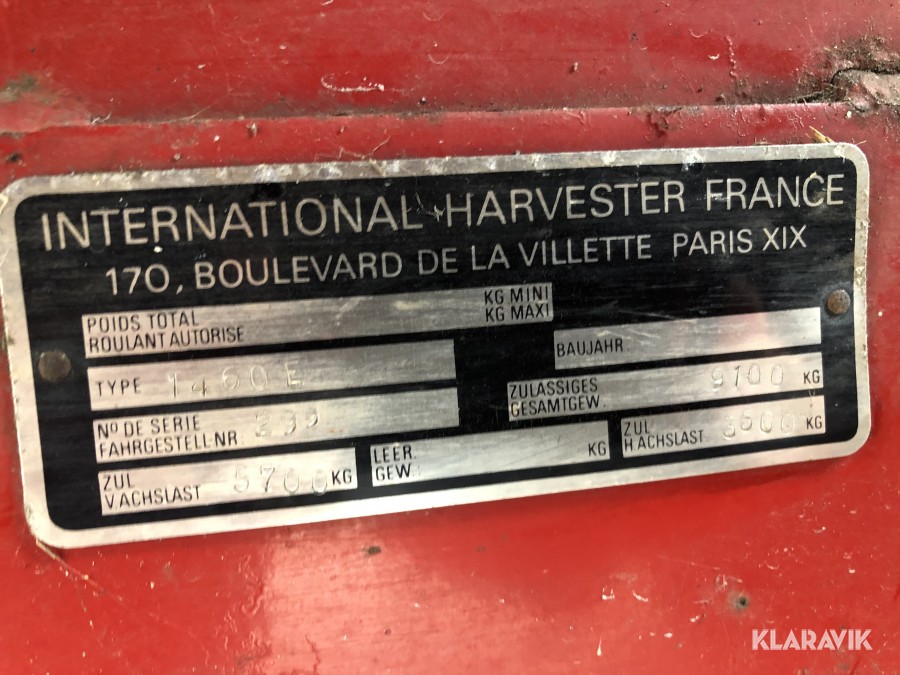 INTERNATIONAL HARVESTER FRANCE
170, BOULEVARD DE LA VILLETTE PARIS XIX
POIDS TOTAL
ROULANT AUTORISE
KG MINI
KG MAXI
BAUJAHR
TYPE 1460E
ZULASSIGES
GESAMTGEW. 9100 KG
Nº DE SERIE
FAHRGESTELL NR. 299
ZUL
V.ACHSLAST 5700 KG
LEER
GEW. KG
ZUL
H.ACHSLAST KG
KLARAVIK